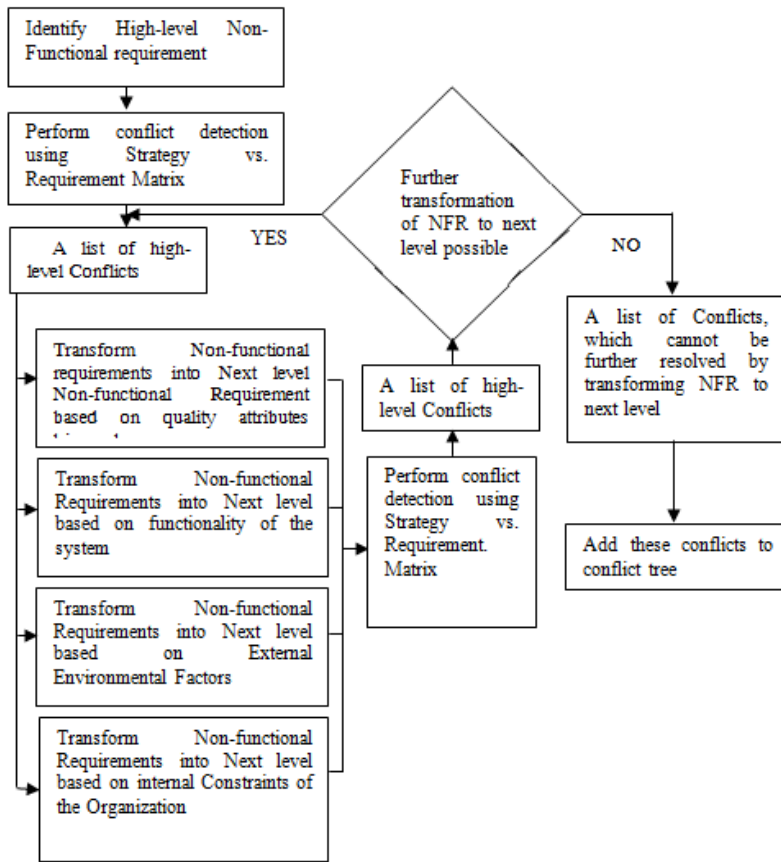 Identify High-level Non-
Functional requirement
Perform conflict detection
using Strategy vs.
Requirement Matrix
A list of high-
level Conflicts
Transform Non-functional
requirements into Next level
Non-functional Requirement
based on quality attributes
Transform Non-functional
Requirements into Next level
based on functionality of the
system
Transform Non-functional
Requirements into Next level
based on External
Environmental Factors
Transform Non-functional
Requirements into Next level
based on internal Constraints of
the Organization
Perform conflict
detection using
Strategy vs.
Requirement.
Matrix
A list of high-
level Conflicts
Further
transformation
of NFR to next
level possible
YES
NO
A list of Conflicts,
which cannot be
further resolved by
transforming NFR to
next level
Add these conflicts to
conflict tree